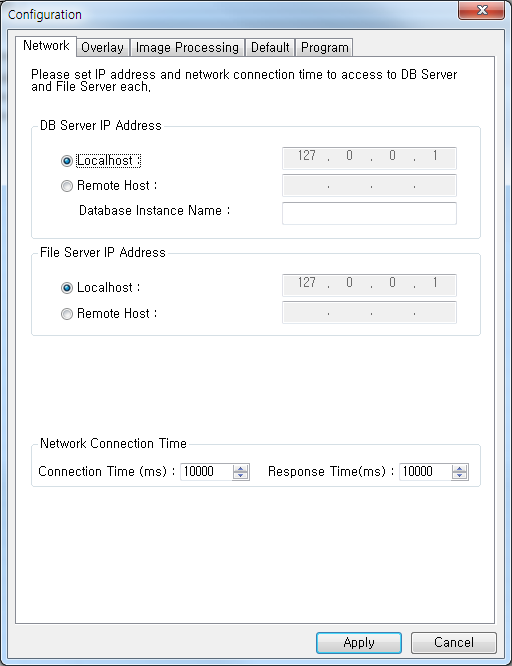 Configuration
Network Overlay Image Processing Default Program
Please set IP address and network connection time to access to DB Server
and File Server each.
DB Server IP Address
Localhost : 127 . 0 . 0 . 1
Remote Host : . . .
Database Instance Name :
File Server IP Address
Localhost : 127 . 0 . 0 . 1
Remote Host : . . .
Network Connection Time
Connection Time (ms) : 10000 Response Time(ms) : 10000
Apply Cancel